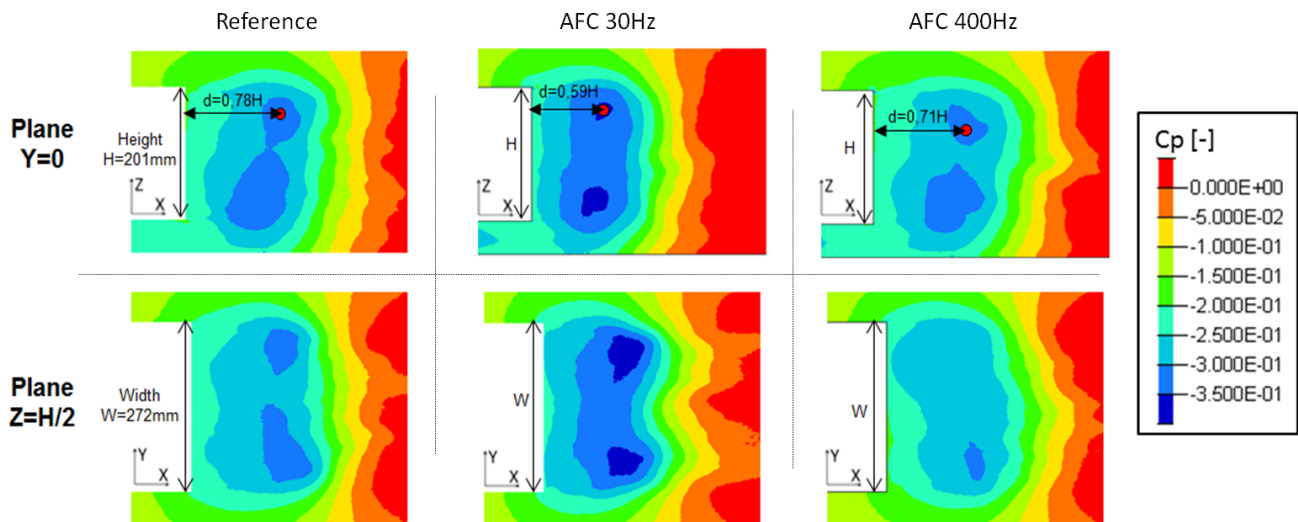 Reference
AFC 30Hz
AFC 400Hz
Plane
Y=0
Height
H=201mm
d=0,78H
Z
X
d=0,59H
H
Z
X
d=0,71H
H
Z
X
Cp [-]
0.000E+00
-5.000E-02
-1.000E-01
-1.500E-01
-2.000E-01
-2.500E-01
-3.000E-01
-3.500E-01
Plane
Z=H/2
Width
W=272mm
Y
X
W
Y
X
W
Y
X